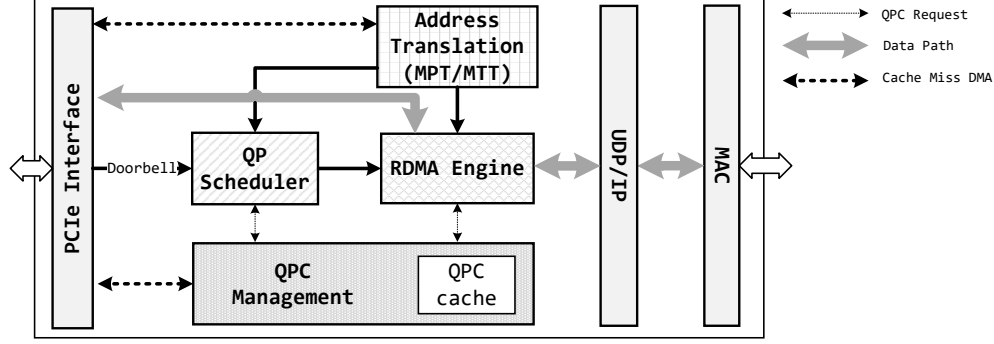 PCIe Interface
Address
Translation
(MPT/MTT)
Doorbell
QP
Scheduler
RDMA Engine
QPC
Management
QPC
cache
UDP/IP
MAC
QPC Request
Data Path
Cache Miss DMA